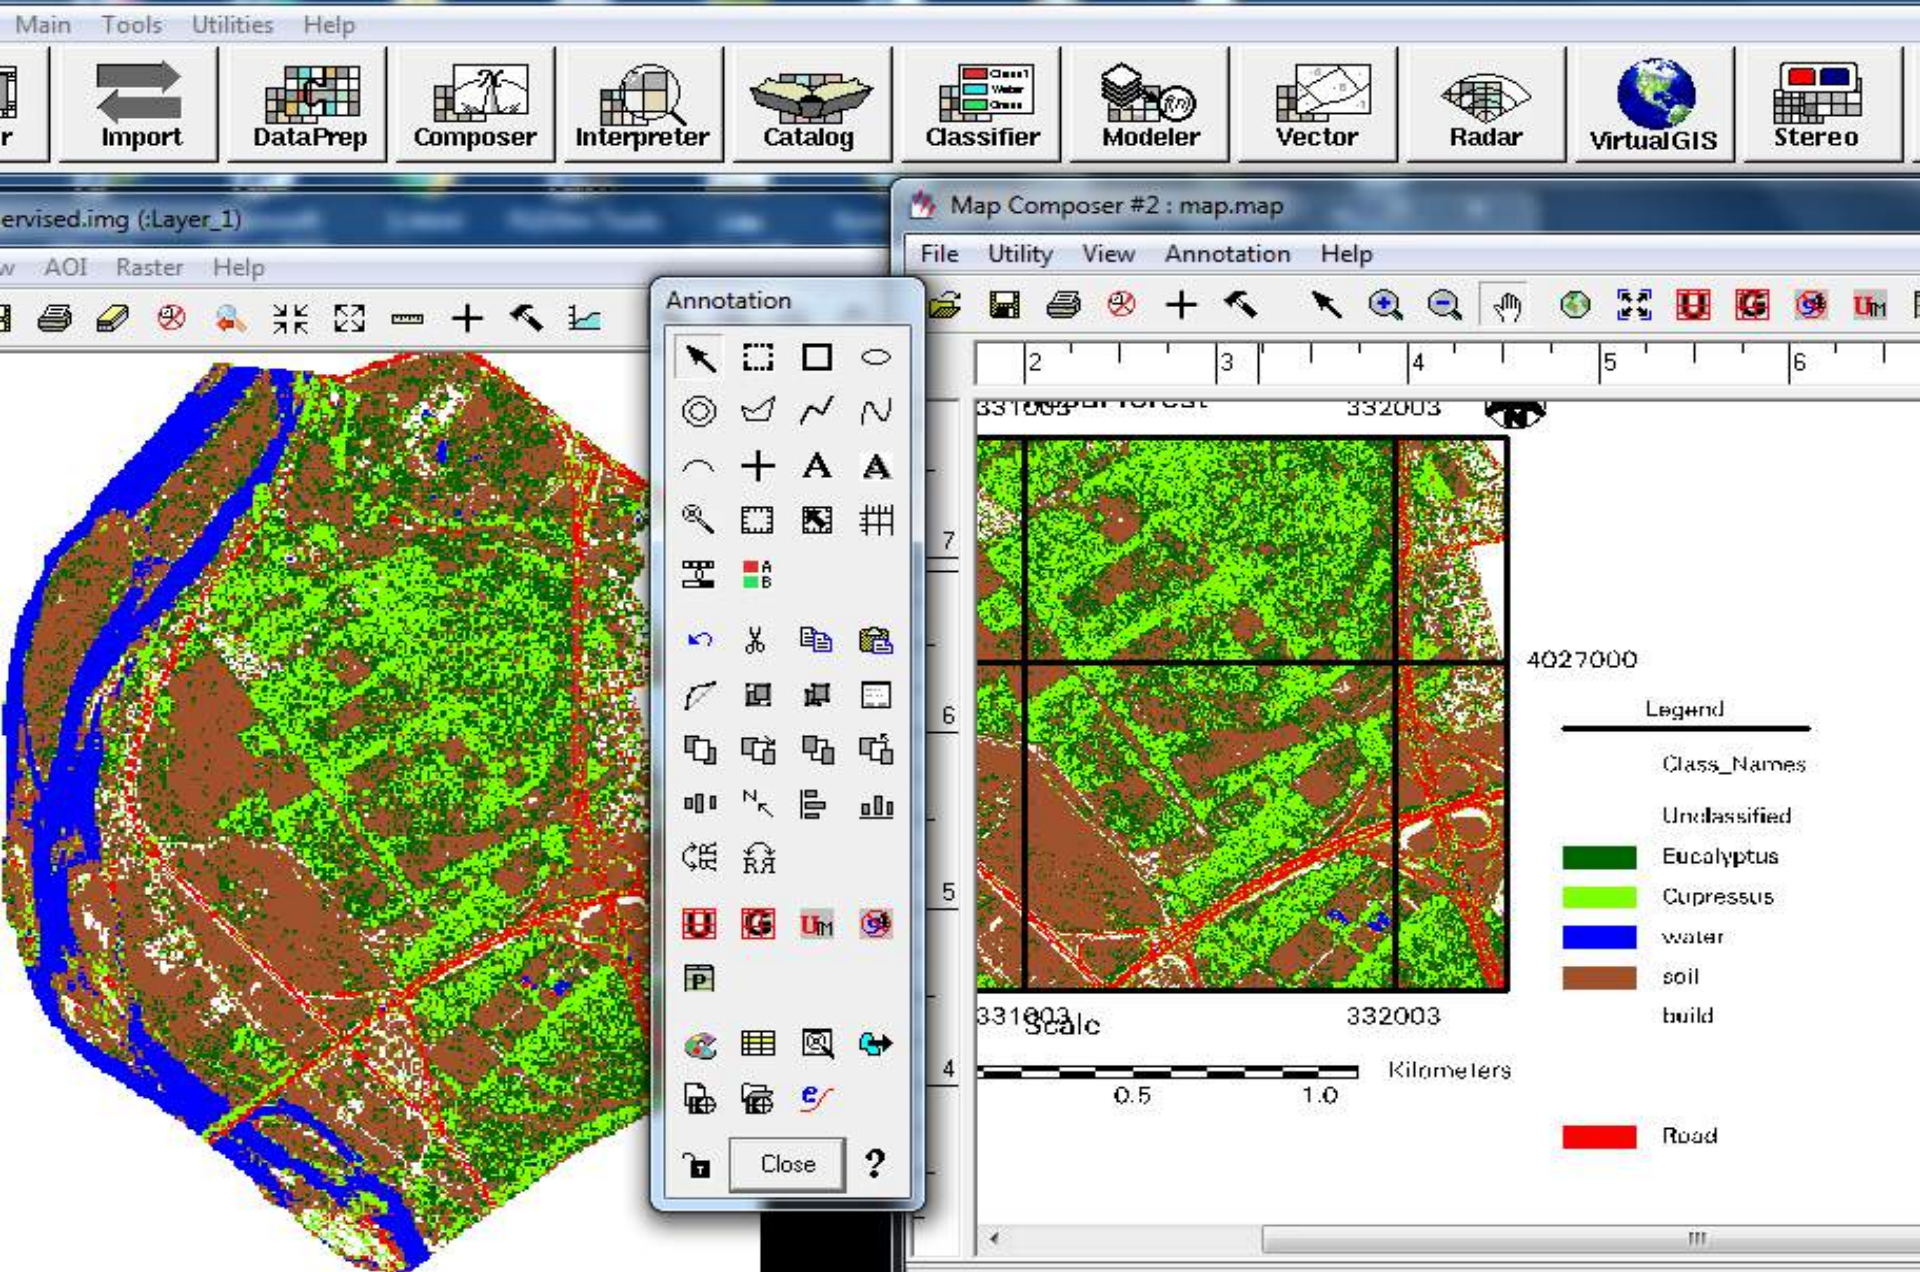 Main Tools Utilities Help
r Import DataPrep Composer Interpreter Catalog Classifier Modeler Vector Radar VirtualGIS Stereo
ervised.img (:Layer_1)
w AOI Raster Help
Map Composer #2 : map.map
File Utility View Annotation Help
Annotation
A A
A
B
P
Close
?
2 3 4 5 6
331003 332003
N
7
6
5
4
4027000
Legend
Class_Names
Unclassified
Eucalyptus
Cupressus
water
soil
build
Road
331003 332003
Scale
Kilometers
0.5 1.0